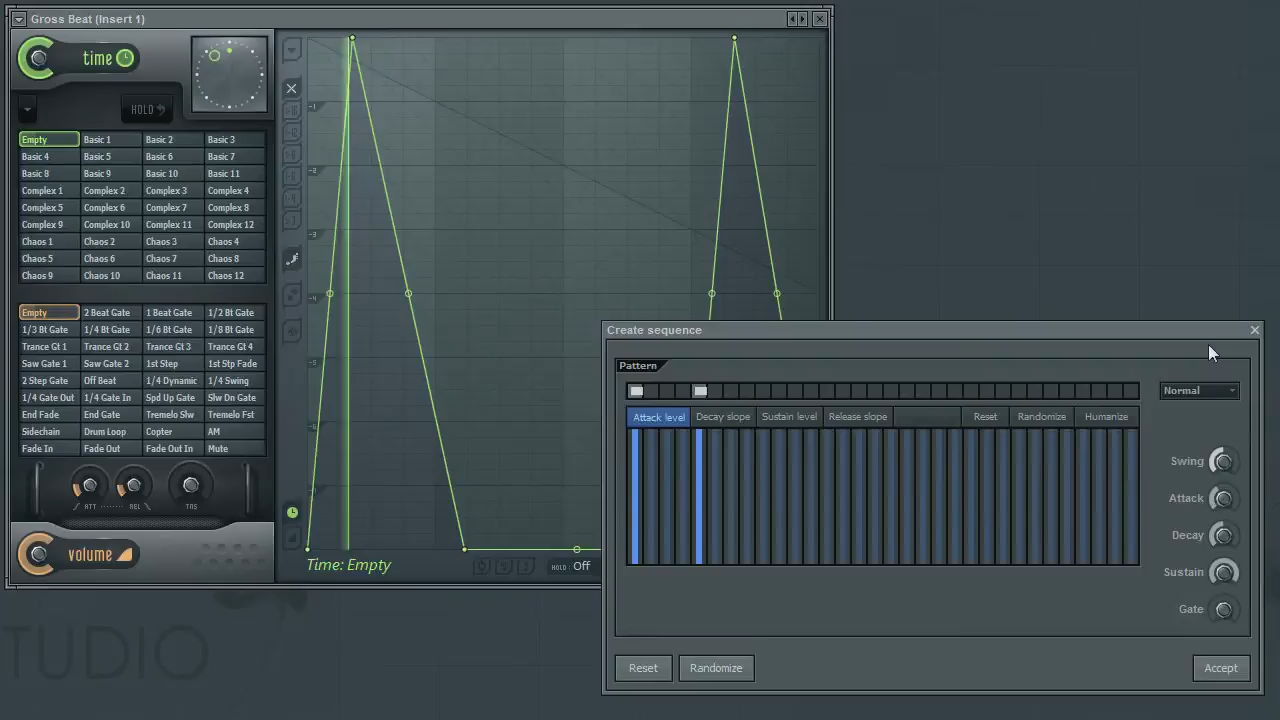 Gross Beat (Insert 1)
time
HOLD
Empty Basic 1 Basic 2 Basic 3
Basic 4 Basic 5 Basic 6 Basic 7
Basic 8 Basic 9 Basic 10 Basic 11
Complex 1 Complex 2 Complex 3 Complex 4
Complex 5 Complex 6 Complex 7 Complex 8
Complex 9 Complex 10 Complex 11 Complex 12
Chaos 1 Chaos 2 Chaos 3 Chaos 4
Chaos 5 Chaos 6 Chaos 7 Chaos 8
Chaos 9 Chaos 10 Chaos 11 Chaos 12
Empty 2 Beat Gate 1 Beat Gate 1/2 Bt Gate
1/3 Bt Gate 1/4 Bt Gate 1/6 Bt Gate 1/8 Bt Gate
Trance Gt 1 Trance Gt 2 Trance Gt 3 Trance Gt 4
Saw Gate 1 Saw Gate 2 1st Step 1st Stp Fade
2 Step Gate Off Beat 1/4 Dynamic 1/4 Swing
1/4 Gate Out 1/4 Gate In Spd Up Gate Slw Dn Gate
End Fade End Gate Tremelo Slw Tremelo Fst
Sidechain Drum Loop Copter AM
Fade In Fade Out Fade Out In Mute
ATT REL TNS
volume
-1
-2
-3
-4
-5
Time: Empty
HOLD: Off
Create sequence
Pattern
Normal
Attack level Decay slope Sustain level Release slope Reset Randomize Humanize
Swing
Attack
Decay
Sustain
Gate
Reset Randomize Accept
TUDIO